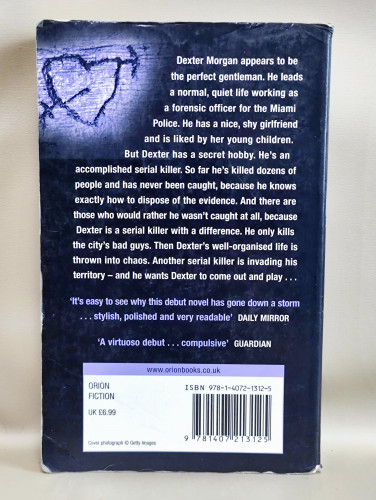 Dexter Morgan appears to be
the perfect gentleman. He leads
a normal, quiet life working as
a forensic officer for the Miami
Police. He has a nice, shy girlfriend
and is liked by her young children.
But Dexter has a secret hobby. He's an
accomplished serial killer. So far he's killed dozens of
people and has never been caught, because he knows
exactly how to dispose of the evidence. And there are
those who would rather he wasn't caught at all, because
Dexter is a serial killer with a difference. He only kills
the city's bad guys. Then Dexter's well-organised life is
thrown into chaos. Another serial killer is invading his
territory – and he wants Dexter to come out and play . . .
'It's easy to see why this debut novel has gone down a storm
. . . stylish, polished and very readable' DAILY MIRROR
'A virtuoso debut . . . compulsive' GUARDIAN
www.orionbooks.co.uk
ORION
FICTION
UK £6.99
ISBN 978-1-4072-1312-5
9 781407 213125
Cover photograph © Getty Images